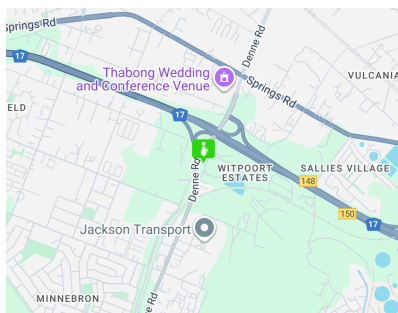 Springs Rd
17
Denne Rd
Thabong Wedding
and Conference Venue
Springs Rd
VULCANIA
ELD
17
Denne Rd
WITPOORT
ESTATES
SALLIES VILLAGE
148
150
17
Jackson Transport
MINNEBRON
e Rd